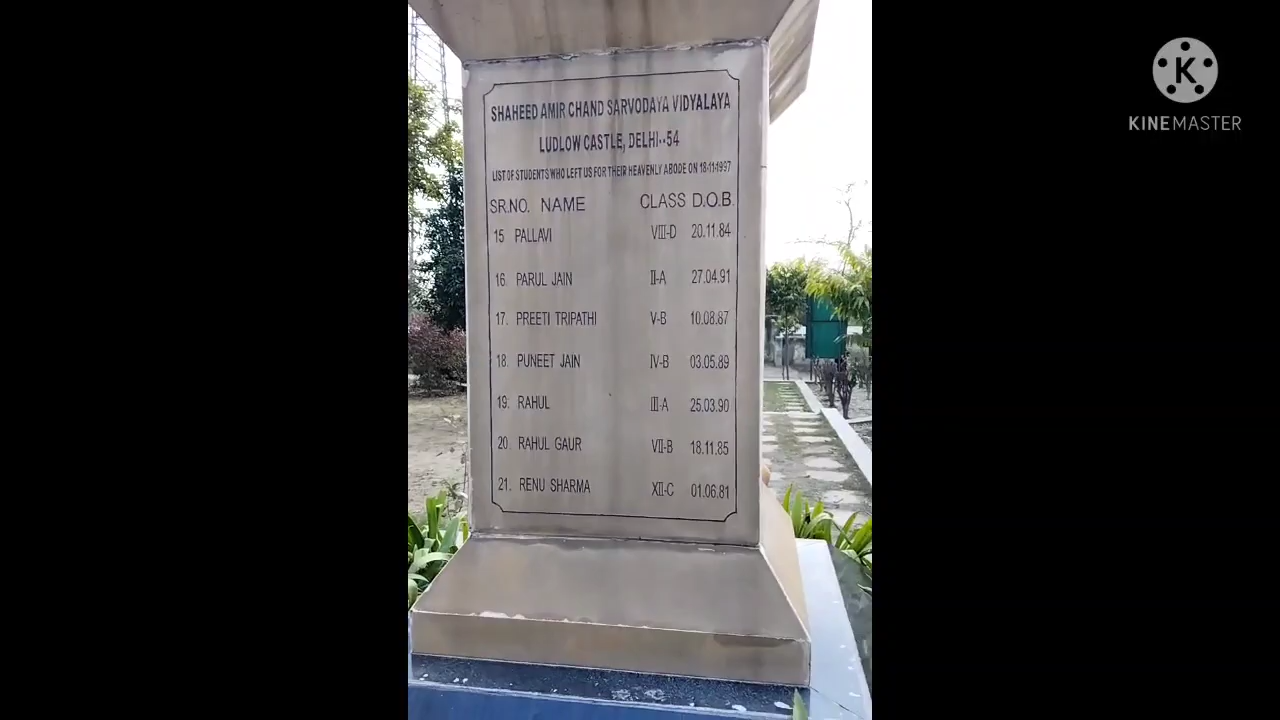 SHAHEED AMIR CHAND SARVODAYA VIDYALAYA
LUDLOW CASTLE, DELHI--54
LIST OF STUDENTS WHO LEFT US FOR THEIR HEAVENLY ABODE ON 18-11-1997
SR.NO. NAME CLASS D.O.B.
15 PALLAVI VIII-D 20.11.84
16. PARUL JAIN II-A 27.04.91
17. PREETI TRIPATHI V-B 10.08.87
18. PUNEET JAIN IV-B 03.05.89
19. RAHUL III-A 25.03.90
20. RAHUL GAUR VII-B 18.11.85
21. RENU SHARMA XII-C 01.06.81
K
KINEMASTER